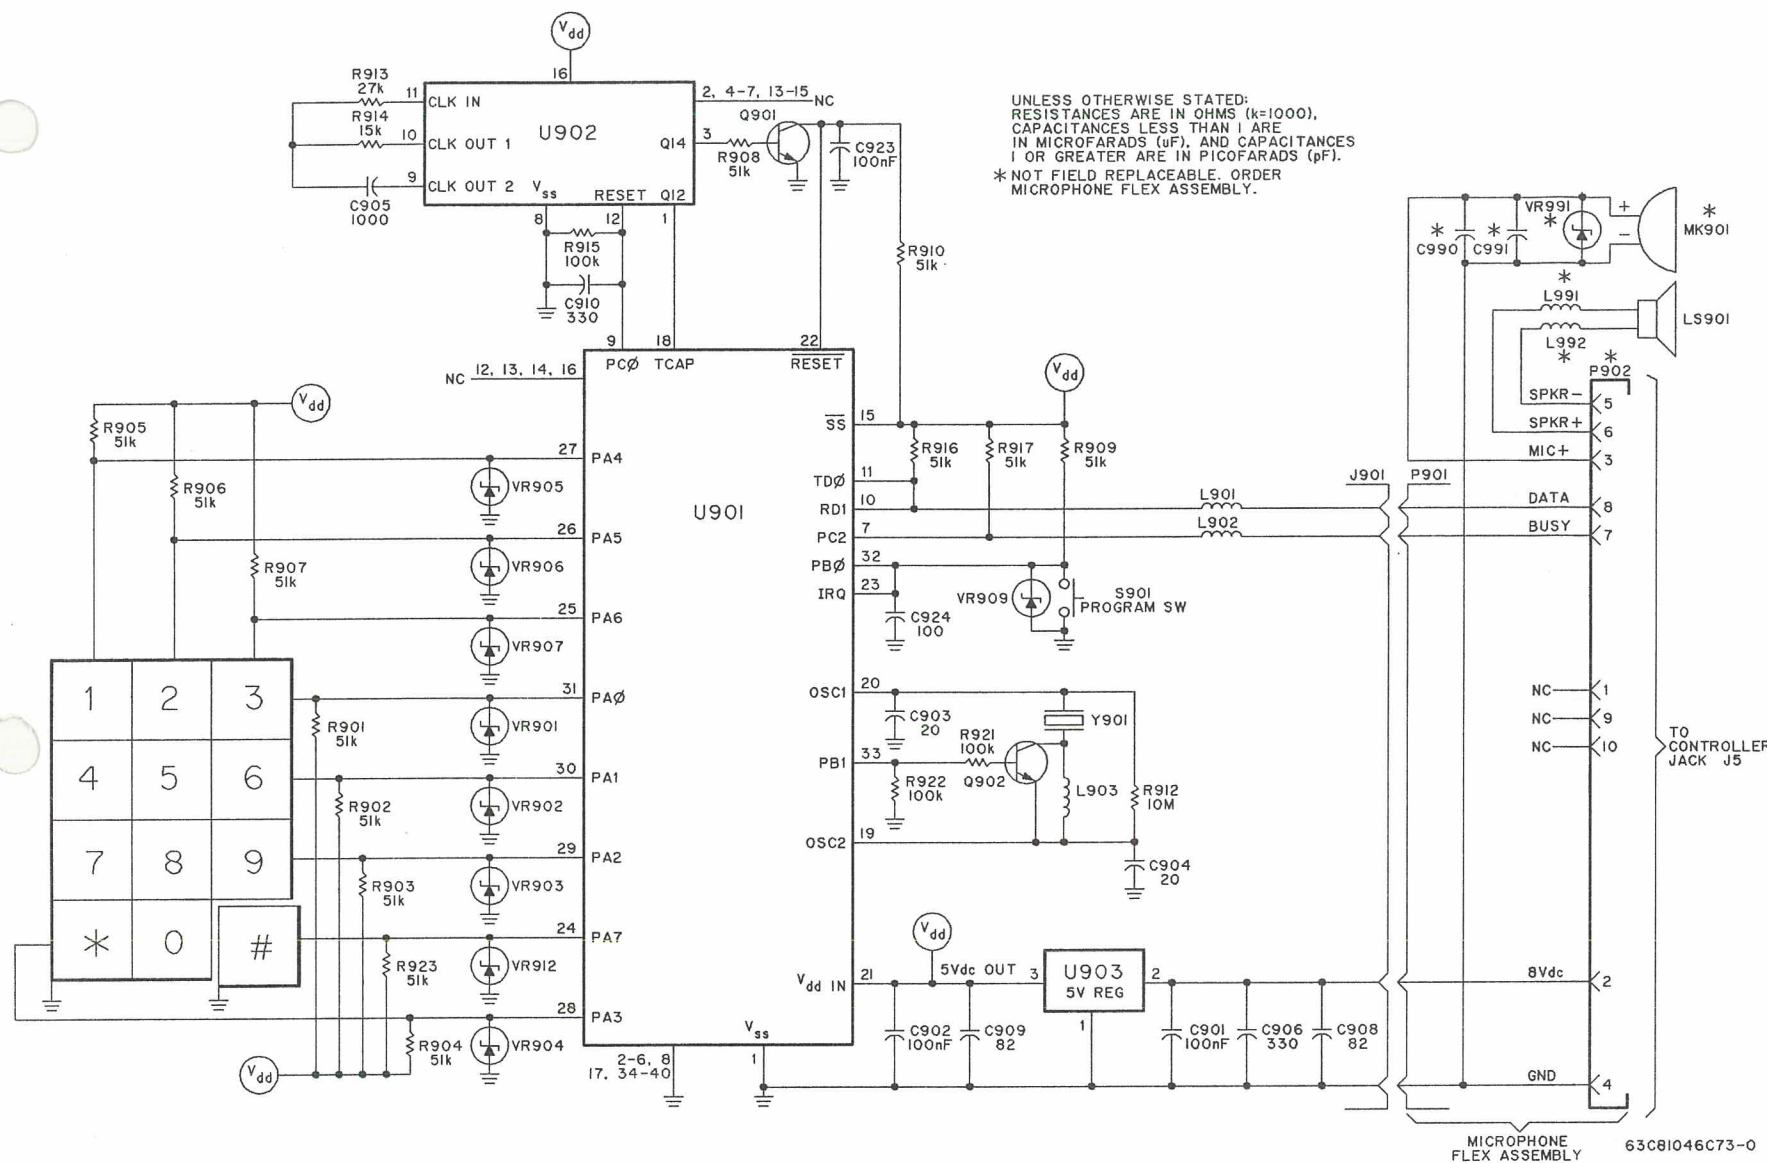 Vdd
16
R913
27k
11
CLK IN
R914
15k
10
CLK OUT 1
9
CLK OUT 2
C905
1000
U902
2, 4-7, 13-15
NC
Q14
3
R908
51k
Q901
C923
100nF
Vss
RESET
Q12
8
12
1
R915
100k
C910
330
R910
51k
UNLESS OTHERWISE STATED:
RESISTANCES ARE IN OHMS (k=1000),
CAPACITANCES LESS THAN 1 ARE
IN MICROFARADS (uF), AND CAPACITANCES
1 OR GREATER ARE IN PICOFARADS (pF).
* NOT FIELD REPLACEABLE. ORDER
MICROPHONE FLEX ASSEMBLY.
VR991
*
+
-
*
MK901
*
C990
*
C991
*
L991
L992
*
LS901
*
P902
9
18
22
PCØ
TCAP
RESET
NC
12, 13, 14, 16
U901
Vdd
R905
51k
R906
51k
R907
51k
27
PA4
VR905
26
PA5
VR906
25
PA6
VR907
31
PAØ
VR901
R901
51k
30
PA1
VR902
R902
51k
29
PA2
VR903
R903
51k
24
PA7
VR912
R923
51k
28
PA3
VR904
R904
51k
Vdd
1 2 3
4 5 6
7 8 9
* 0 #
Vdd
SS
15
R916
51k
R917
51k
R909
51k
TDØ
11
RD1
10
PC2
7
PBØ
32
IRQ
23
C924
100
VR909
S901
PROGRAM SW
L901
L902
J901
P901
SPKR-
5
SPKR+
6
MIC+
3
DATA
8
BUSY
7
OSC1
20
C903
20
Y901
PB1
33
R921
100k
R922
100k
Q902
L903
R912
10M
OSC2
19
C904
20
NC
1
NC
9
NC
10
TO
CONTROLLER
JACK J5
Vdd
Vdd IN
21
5Vdc OUT
3
U903
5V REG
2
1
8Vdc
2
C902
100nF
C909
82
C901
100nF
C906
330
C908
82
Vss
1
2-6, 8
17, 34-40
GND
4
MICROPHONE
FLEX ASSEMBLY
63C81046C73-O